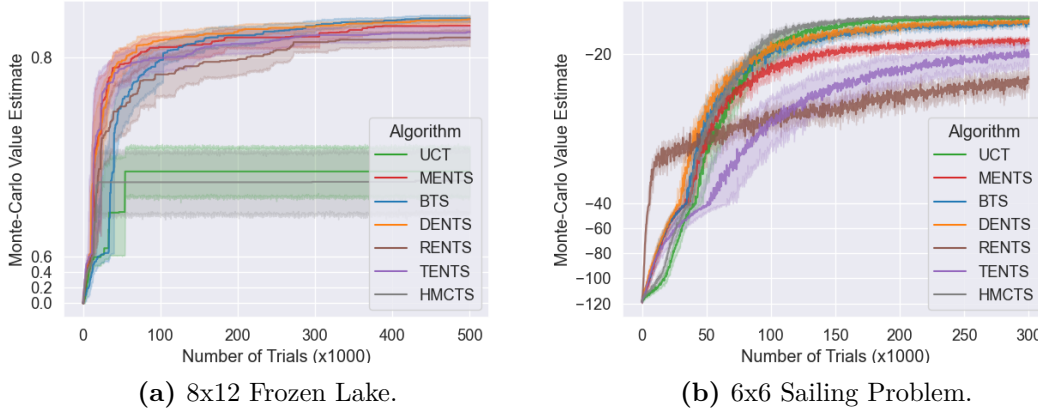 Monte-Carlo Value Estimate
0.8
0.6
0.4
0.2
0.0
0 100 200 300 400 500
Number of Trials (x1000)
Algorithm
UCT
MENTS
BTS
DENTS
RENTS
TENTS
HMCTS
(a) 8x12 Frozen Lake.
Monte-Carlo Value Estimate
−20
−40
−60
−80
−100
−120
0 50 100 150 200 250 300
Number of Trials (x1000)
Algorithm
UCT
MENTS
BTS
DENTS
RENTS
TENTS
HMCTS
(b) 6x6 Sailing Problem.